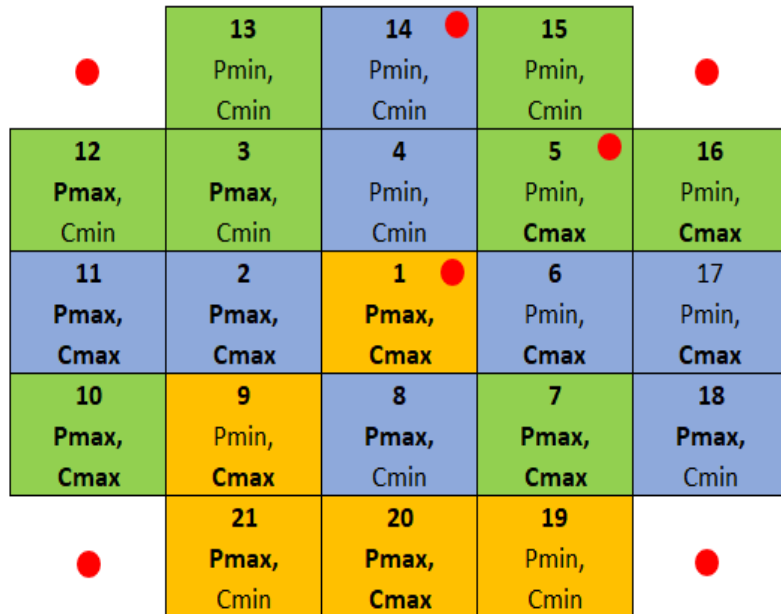 13 14 15
Pmin, Pmin, Pmin,
Cmin Cmin Cmin
12 3 4 5 16
Pmax, Pmax, Pmin, Pmin, Pmin,
Cmin Cmin Cmin Cmax Cmax
11 2 1 6 17
Pmax, Pmax, Pmax, Pmin, Pmin,
Cmax Cmax Cmax Cmax Cmax
10 9 8 7 18
Pmax, Pmin, Pmax, Pmax, Pmax,
Cmax Cmax Cmin Cmax Cmin
21 20 19
Pmax, Pmax, Pmin,
Cmin Cmax Cmin